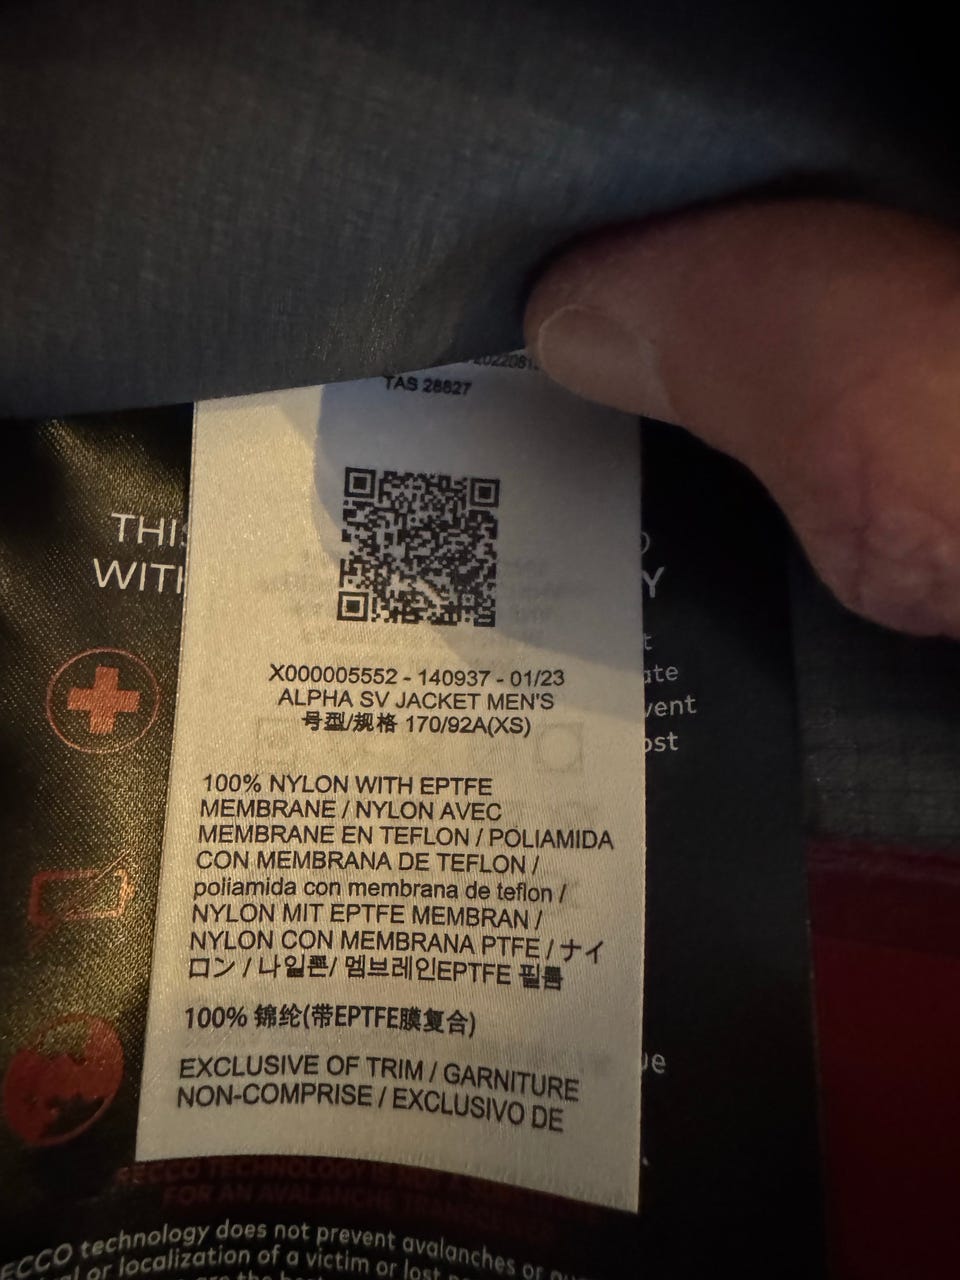 TAS 28827
X000005552 - 140937 - 01/23
ALPHA SV JACKET MEN'S
号型/规格 170/92A(XS)
100% NYLON WITH EPTFE
MEMBRANE / NYLON AVEC
MEMBRANE EN TEFLON / POLIAMIDA
CON MEMBRANA DE TEFLON /
poliamida con membrana de teflon /
NYLON MIT EPTFE MEMBRAN /
NYLON CON MEMBRANA PTFE / ナイ
ロン / 나일론/ 멤브레인EPTFE 필름
100% 锦纶(带EPTFE膜复合)
EXCLUSIVE OF TRIM / GARNITURE
NON-COMPRISE / EXCLUSIVO DE
THIS
WITH
TECHNOLOGY
FOR AN AVALANCHE
ECCO technology does not prevent avalanches or
or localization of a victim or lost